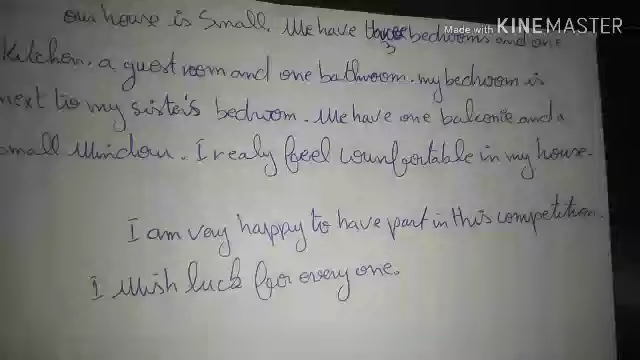 Made with KINEMASTER
our house is small. We have three bedrooms and one
3
kitchen. a guest room and one bathroom. my bedroom is
next to my sister's bedroom. We have one balconie and a
small window. I realy feel counfortable in my house.
I am very happy to have part in this competition.
I wish luck for every one.